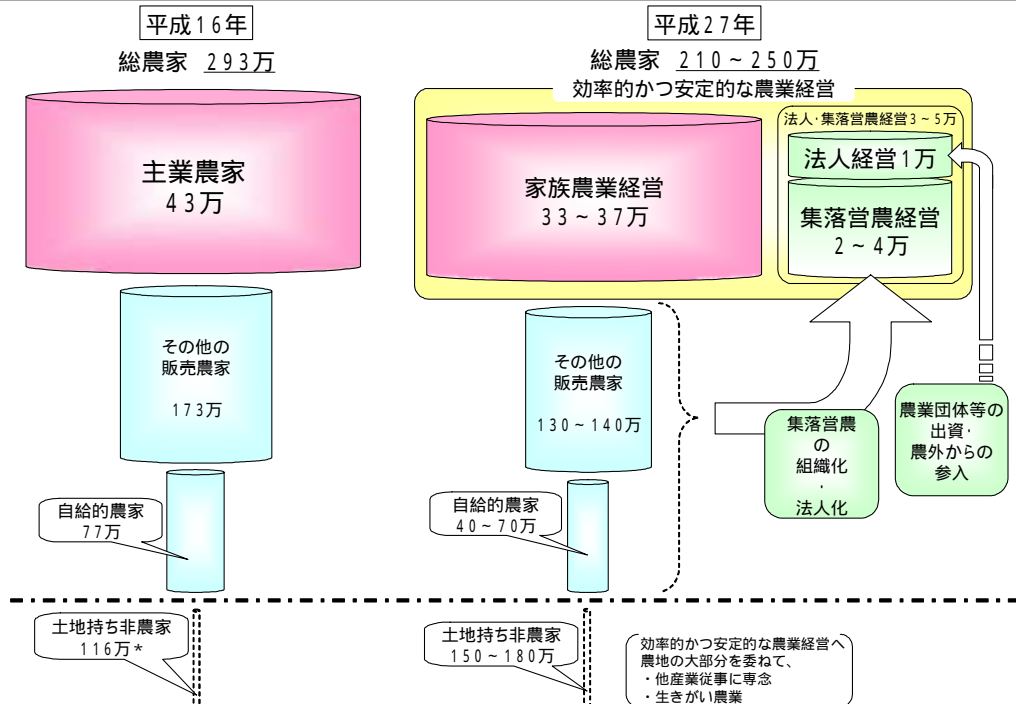 平成16年
総農家 293万
主業農家
43万
その他の
販売農家
173万
自給的農家
77万
土地持ち非農家
116万*
平成27年
総農家 210~250万
効率的かつ安定的な農業経営
家族農業経営
33~37万
法人・集落営農経営3~5万
法人経営1万
集落営農経営
2~4万
その他の
販売農家
130~140万
自給的農家
40~70万
集落営農
の
組織化
・
法人化
農業団体等の
出資・
農外からの
参入
土地持ち非農家
150~180万
効率的かつ安定的な農業経営へ
農地の大部分を委ねて、
・他産業従事に専念
・生きがい農業